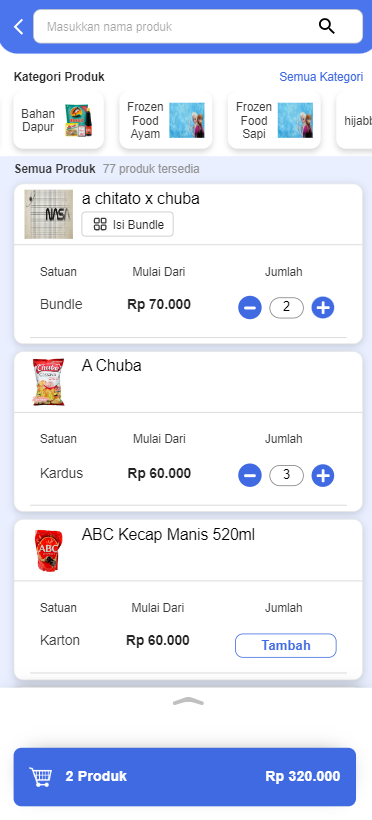 Masukkan nama produk
Kategori Produk
Semua Kategori
Bahan
Dapur
Frozen
Food
Ayam
Frozen
Food
Sapi
Semua Produk 77 produk tersedia
NASA
a chitato x chuba
Isi Bundle
Satuan Mulai Dari Jumlah
Bundle Rp 70.000 2
Chuba
A Chuba
Satuan Mulai Dari Jumlah
Kardus Rp 60.000 3
ABC
ABC Kecap Manis 520ml
Satuan Mulai Dari Jumlah
Karton Rp 60.000 Tambah
2 Produk Rp 320.000